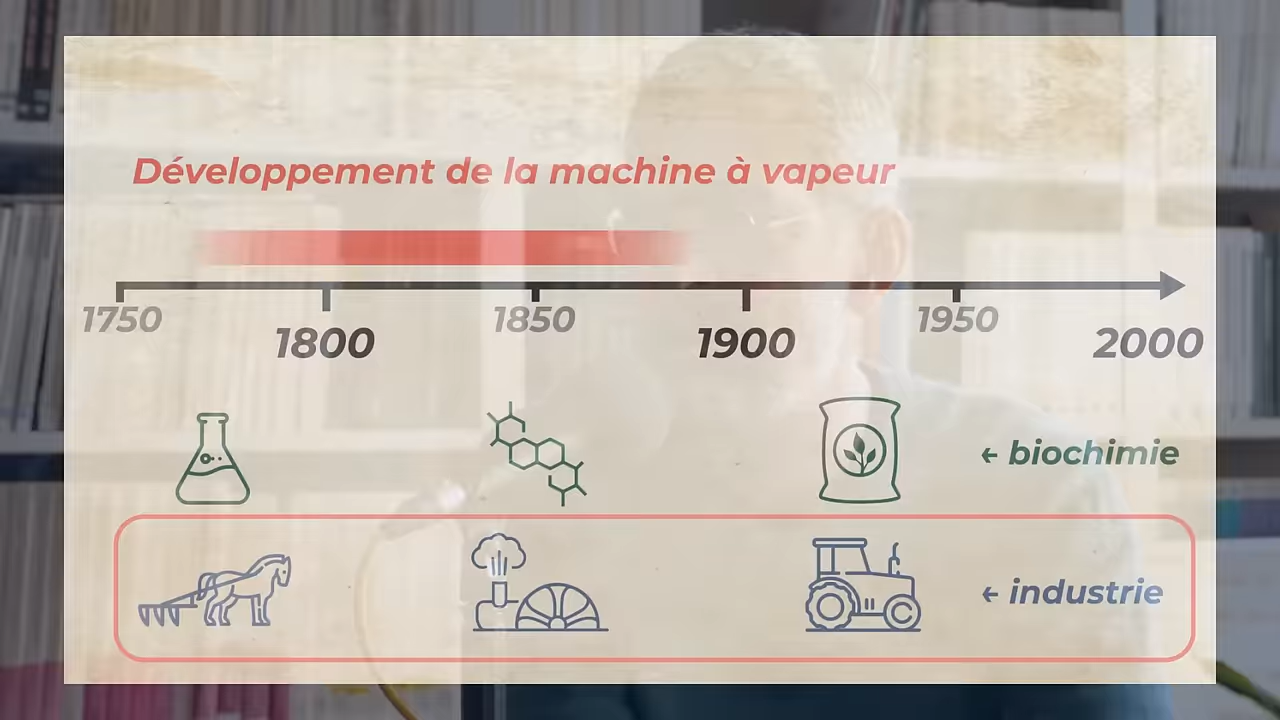 Développement de la machine à vapeur
1750
1800
1850
1900
1950
2000
← biochimie
← industrie